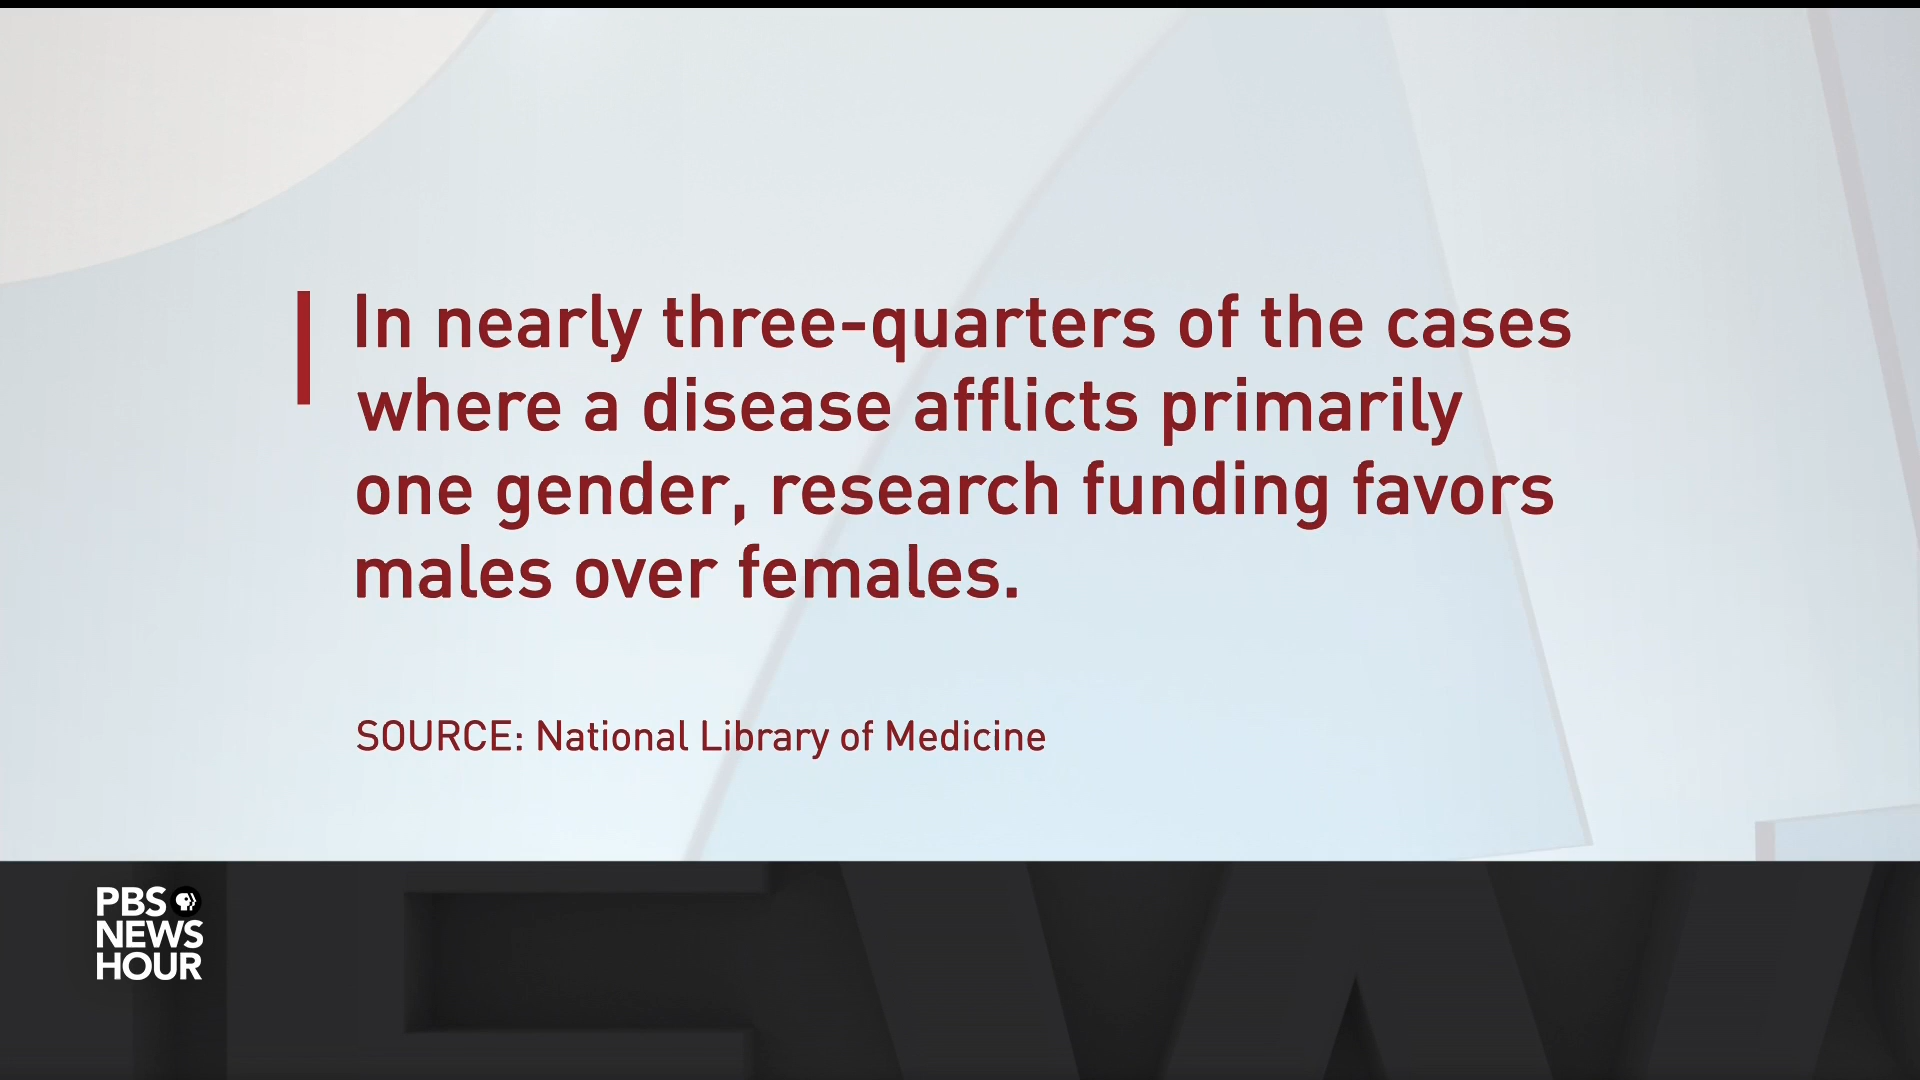 In nearly three-quarters of the cases
where a disease afflicts primarily
one gender, research funding favors
males over females.
SOURCE: National Library of Medicine
PBS
NEWS
HOUR